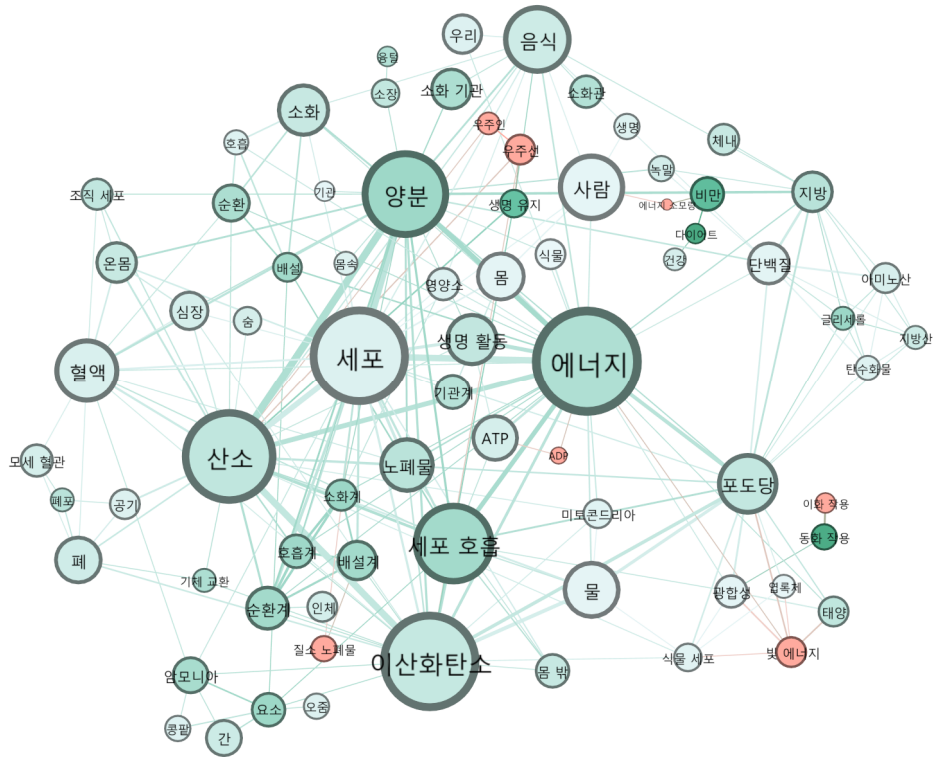 우리
음식
융털
소장
소화 기관
소화관
소화
우주인
생명
호흡
우주선
체내
녹말
조직 세포
순환
기관
양분
생명 유지
사람
에너지 소모량
비만
지방
다이어트
온몸
배설
몸속
영양소
몸
식물
건강
단백질
아미노산
심장
숨
생명 활동
글리세롤
지방산
혈액
세포
에너지
탄수화물
기관계
ATP
ADP
모세 혈관
산소
노폐물
포도당
폐포
공기
소화계
미토콘드리아
이화 작용
폐
호흡계
배설계
세포 호흡
동화 작용
기체 교환
순환계
인체
물
광합성
엽록체
태양
질소 노폐물
이산화탄소
몸 밖
식물 세포
빛 에너지
암모니아
요소
오줌
콩팥
간